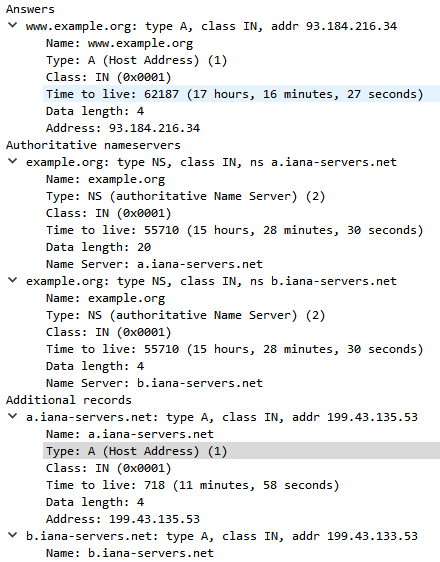 Answers
www.example.org: type A, class IN, addr 93.184.216.34
Name: www.example.org
Type: A (Host Address) (1)
Class: IN (0x0001)
Time to live: 62187 (17 hours, 16 minutes, 27 seconds)
Data length: 4
Address: 93.184.216.34
Authoritative nameservers
example.org: type NS, class IN, ns a.iana-servers.net
Name: example.org
Type: NS (authoritative Name Server) (2)
Class: IN (0x0001)
Time to live: 55710 (15 hours, 28 minutes, 30 seconds)
Data length: 20
Name Server: a.iana-servers.net
example.org: type NS, class IN, ns b.iana-servers.net
Name: example.org
Type: NS (authoritative Name Server) (2)
Class: IN (0x0001)
Time to live: 55710 (15 hours, 28 minutes, 30 seconds)
Data length: 4
Name Server: b.iana-servers.net
Additional records
a.iana-servers.net: type A, class IN, addr 199.43.135.53
Name: a.iana-servers.net
Type: A (Host Address) (1)
Class: IN (0x0001)
Time to live: 718 (11 minutes, 58 seconds)
Data length: 4
Address: 199.43.135.53
b.iana-servers.net: type A, class IN, addr 199.43.133.53
Name: b.iana-servers.net